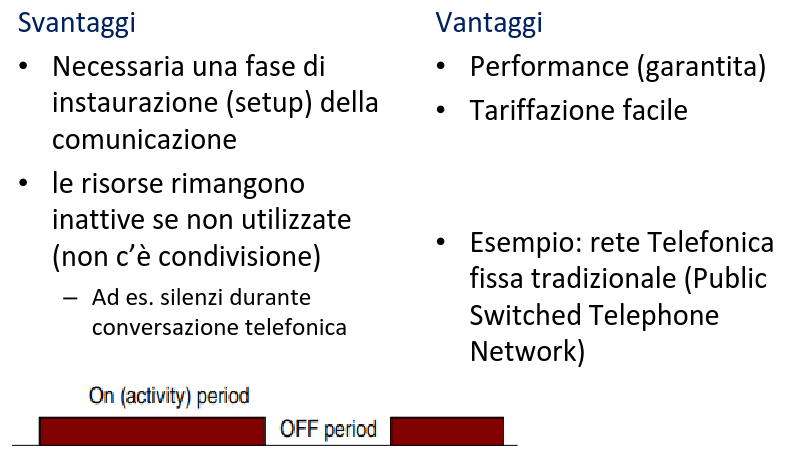 Svantaggi
• Necessaria una fase di
instaurazione (setup) della
comunicazione
• le risorse rimangono
inattive se non utilizzate
(non c’è condivisione)
– Ad es. silenzi durante
conversazione telefonica
Vantaggi
• Performance (garantita)
• Tariffazione facile
• Esempio: rete Telefonica
fissa tradizionale (Public
Switched Telephone
Network)
On (activity) period
OFF period